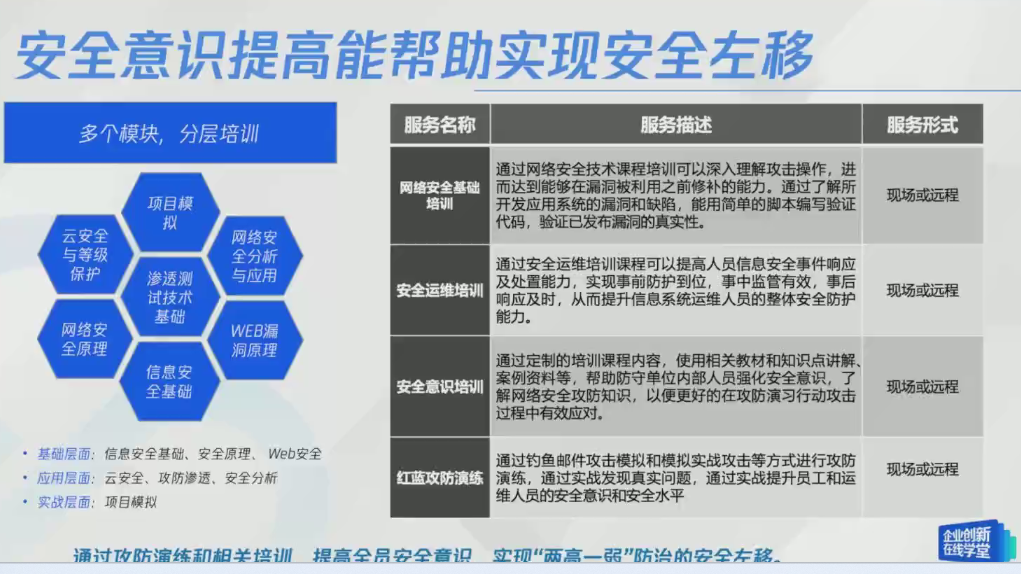 安全意识提高能帮助实现安全左移
多个模块，分层培训
项目模
拟
云安全
与等级
保护
网络安
全分析
与应用
渗透测
试技术
基础
网络安
全原理
WEB漏
洞原理
信息安
全基础
• 基础层面：信息安全基础、安全原理、Web安全
• 应用层面：云安全、攻防渗透、安全分析
• 实战层面：项目模拟
服务名称 服务描述 服务形式
网络安全基础
培训
通过网络安全技术课程培训可以深入理解攻击操作，进
而达到能够在漏洞被利用之前修补的能力。通过了解所
开发应用系统的漏洞和缺陷，能用简单的脚本编写验证
代码，验证已发布漏洞的真实性。
现场或远程
安全运维培训
通过安全运维培训课程可以提高人员信息安全事件响应
及处置能力，实现事前防护到位，事中监管有效，事后
响应及时，从而提升信息系统运维人员的整体安全防护
能力。
现场或远程
安全意识培训
通过定制的培训课程内容，使用相关教材和知识点讲解、
案例资料等，帮助防守单位内部人员强化安全意识，了
解网络安全攻防知识，以便更好的在攻防演习行动攻击
过程中有效应对。
现场或远程
红蓝攻防演练
通过钓鱼邮件攻击模拟和模拟实战攻击等方式进行攻防
演练，通过实战发现真实问题，通过实战提升员工和运
维人员的安全意识和安全水平
现场或远程
通过攻防演练和相关培训，提高全员安全意识，实现“两高一弱”防治的安全左移。
企业创新
在线学堂